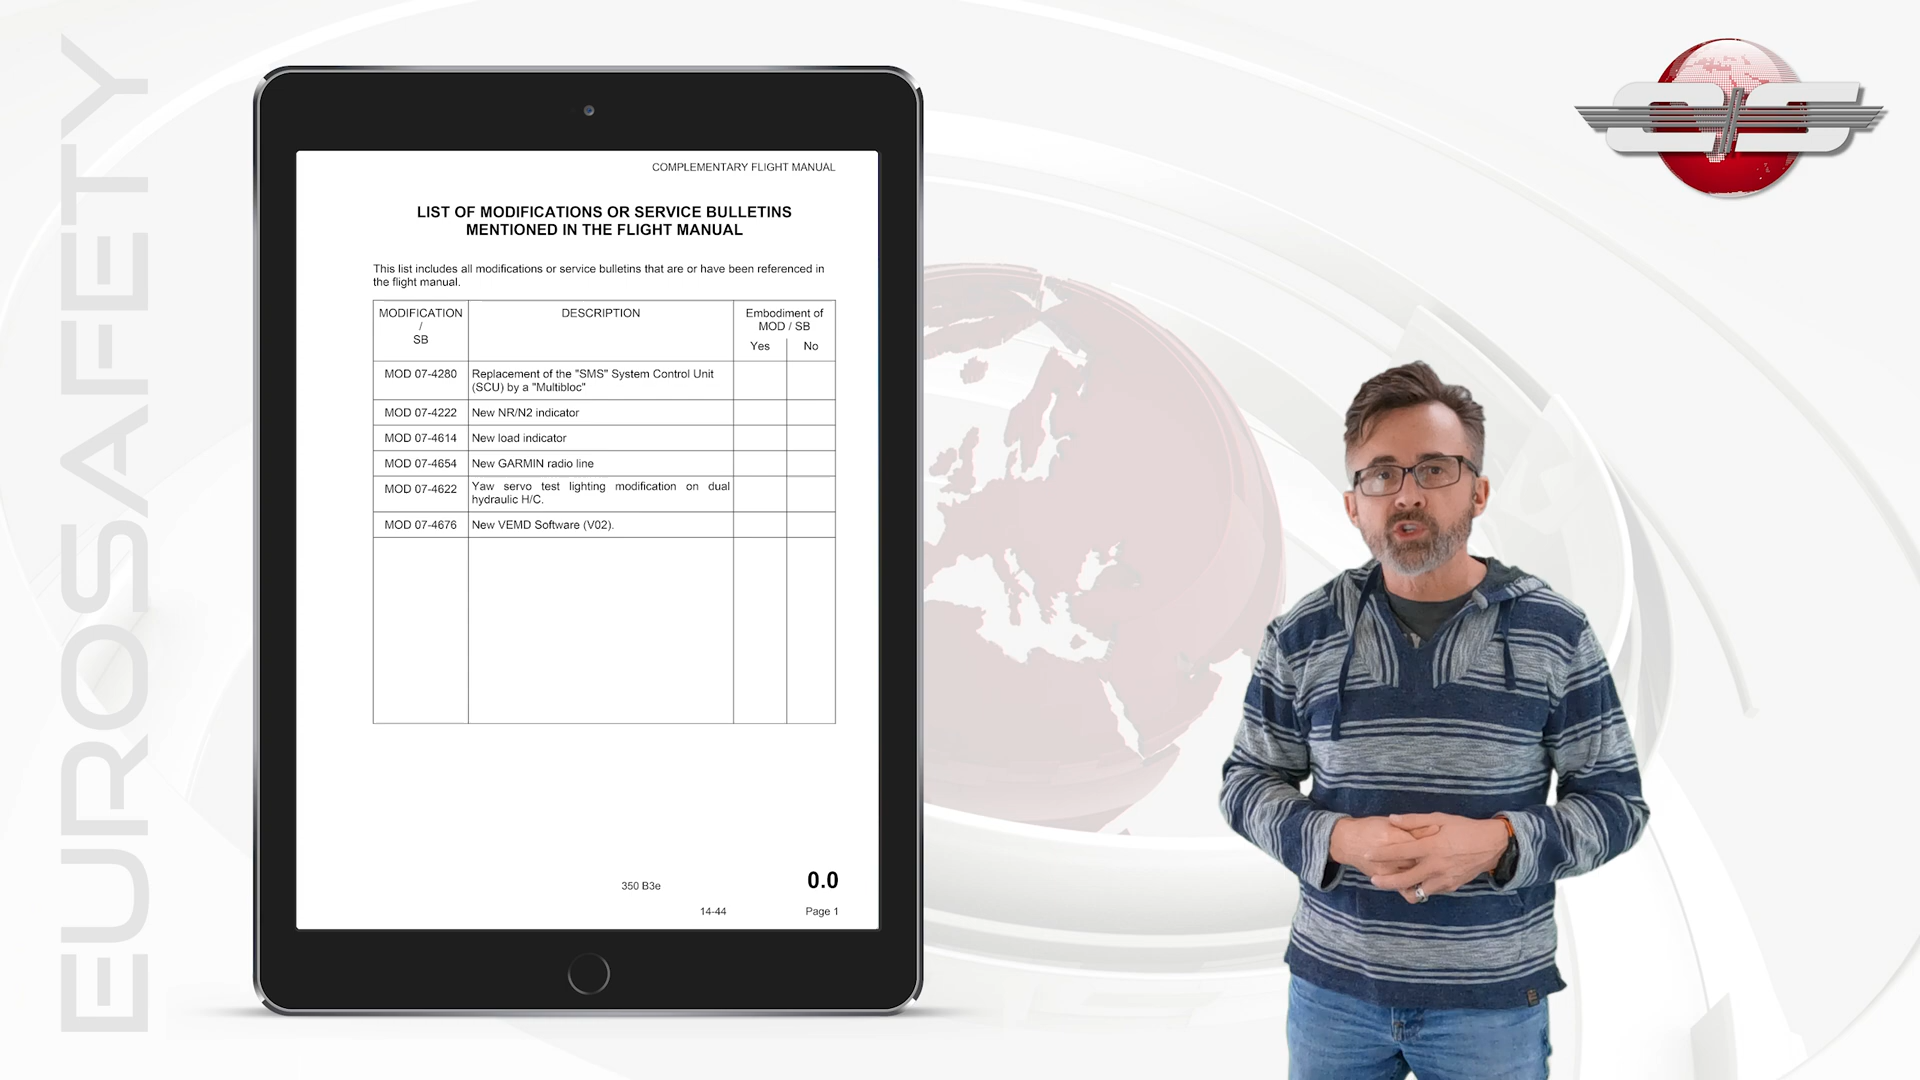 EUROSAFETY
COMPLEMENTARY FLIGHT MANUAL
LIST OF MODIFICATIONS OR SERVICE BULLETINS
MENTIONED IN THE FLIGHT MANUAL
This list includes all modifications or service bulletins that are or have been referenced in
the flight manual.
MODIFICATION
/
SB
DESCRIPTION
Embodiment of
MOD / SB
Yes No
MOD 07-4280 Replacement of the "SMS" System Control Unit
(SCU) by a "Multibloc"
MOD 07-4222 New NR/N2 indicator
MOD 07-4614 New load indicator
MOD 07-4654 New GARMIN radio line
MOD 07-4622 Yaw servo test lighting modification on dual
hydraulic H/C.
MOD 07-4676 New VEMD Software (V02).
350 B3e 0.0
14-44 Page 1